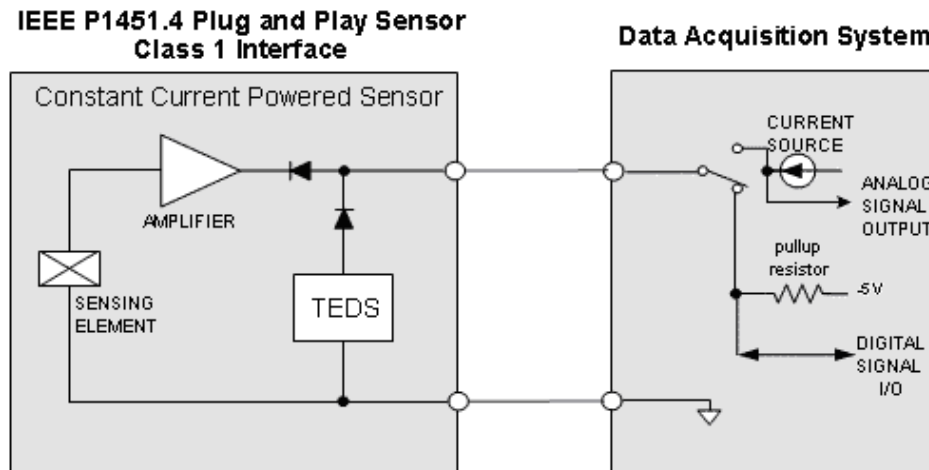 IEEE P1451.4 Plug and Play Sensor
Class 1 Interface
Data Acquisition System
Constant Current Powered Sensor
AMPLIFIER
SENSING
ELEMENT
TEDS
CURRENT
SOURCE
ANALOG
SIGNAL
OUTPUT
pullup
resistor
-5V
DIGITAL
SIGNAL
I/O